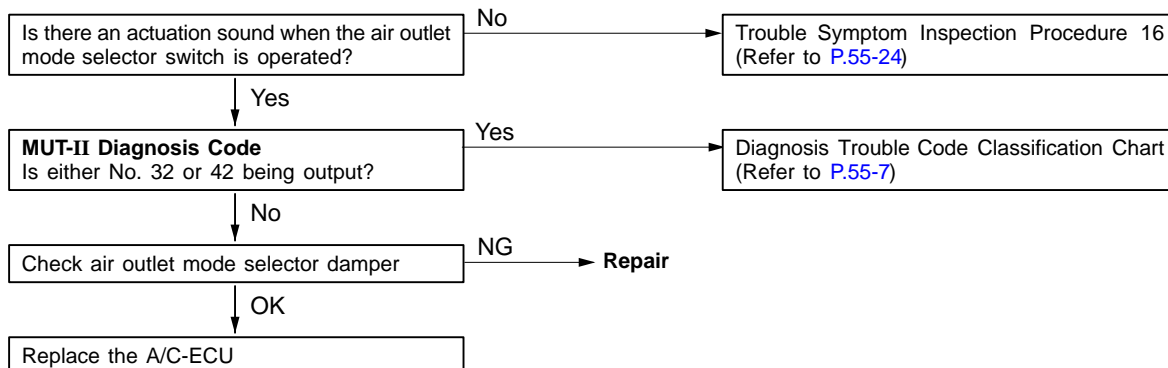 Is there an actuation sound when the air outlet
mode selector switch is operated?
No
Trouble Symptom Inspection Procedure 16
(Refer to P.55-24)
Yes
MUT-II Diagnosis Code
Is either No. 32 or 42 being output?
Yes
Diagnosis Trouble Code Classification Chart
(Refer to P.55-7)
No
Check air outlet mode selector damper
NG
Repair
OK
Replace the A/C-ECU